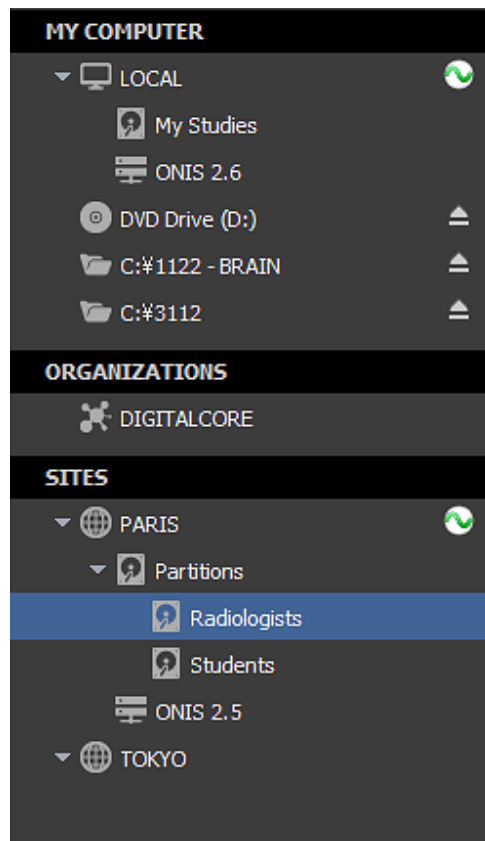 MY COMPUTER
LOCAL
My Studies
ONIS 2.6
DVD Drive (D:)
C:¥1122 - BRAIN
C:¥3112
ORGANIZATIONS
DIGITALCORE
SITES
PARIS
Partitions
Radiologists
Students
ONIS 2.5
TOKYO